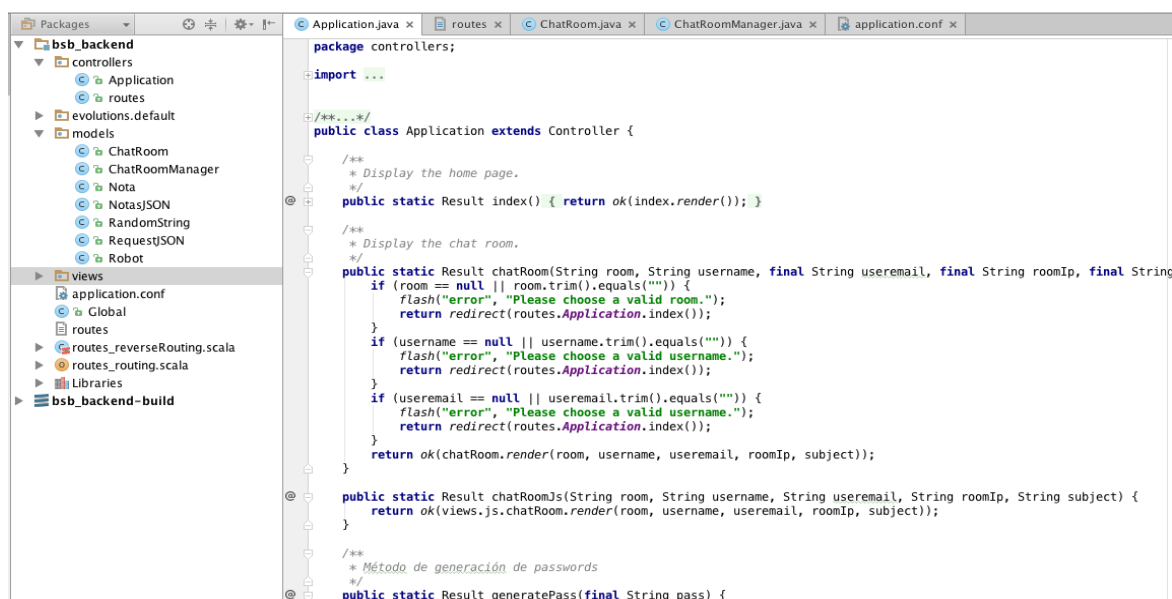 Packages
bsb_backend
controllers
Application
routes
evolutions.default
models
ChatRoom
ChatRoomManager
Nota
NotasJSON
RandomString
RequestJSON
Robot
views
application.conf
Global
routes
routes_reverseRouting.scala
routes_routing.scala
Libraries
bsb_backend-build
Application.java × routes × ChatRoom.java × ChatRoomManager.java × application.conf ×
package controllers;
import ...
/**...*/
public class Application extends Controller {
/**
* Display the home page.
*/
@ public static Result index() { return ok(index.render()); }
/**
* Display the chat room.
*/
public static Result chatRoom(String room, String username, final String useremail, final String roomIp, final String
if (room == null || room.trim().equals("")) {
flash("error", "Please choose a valid room.");
return redirect(routes.Application.index());
}
if (username == null || username.trim().equals("")) {
flash("error", "Please choose a valid username.");
return redirect(routes.Application.index());
}
if (useremail == null || useremail.trim().equals("")) {
flash("error", "Please choose a valid username.");
return redirect(routes.Application.index());
}
return ok(chatRoom.render(room, username, useremail, roomIp, subject));
}
@ public static Result chatRoomJs(String room, String username, String useremail, String roomIp, String subject) {
return ok(views.js.chatRoom.render(room, username, useremail, roomIp, subject));
}
/**
* Método de generación de passwords
*/
@ public static Result generatePass(final String pass) {